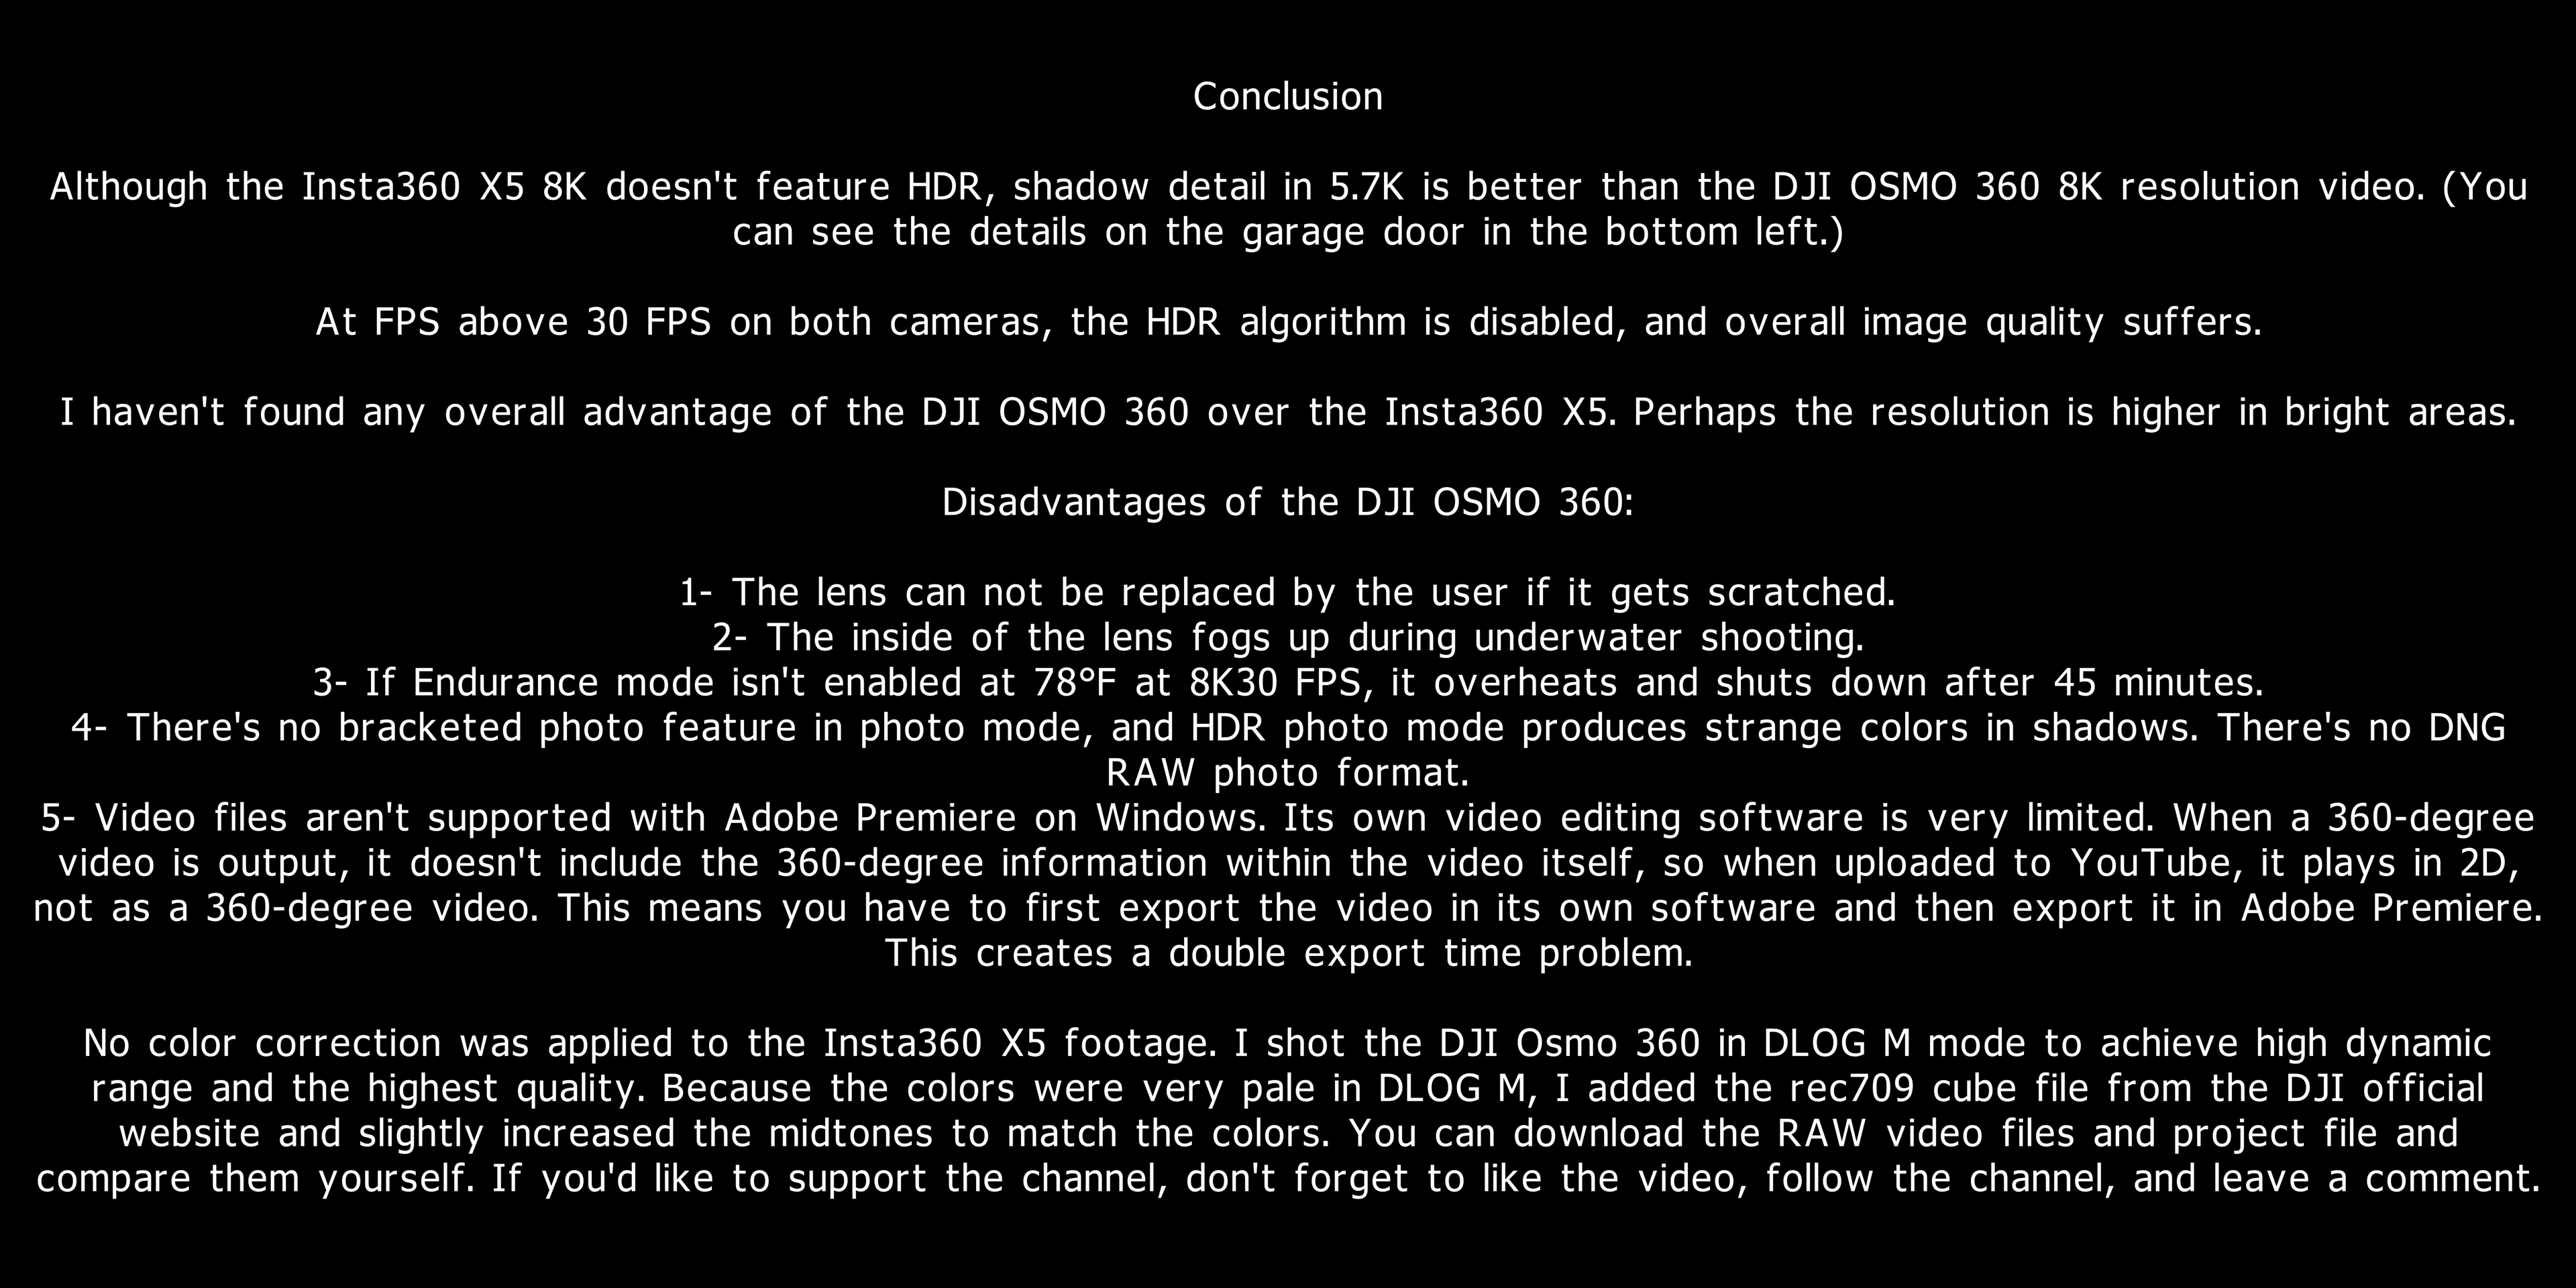 Conclusion
Although the Insta360 X5 8K doesn't feature HDR, shadow detail in 5.7K is better than the DJI OSMO 360 8K resolution video. (You
can see the details on the garage door in the bottom left.)
At FPS above 30 FPS on both cameras, the HDR algorithm is disabled, and overall image quality suffers.
I haven't found any overall advantage of the DJI OSMO 360 over the Insta360 X5. Perhaps the resolution is higher in bright areas.
Disadvantages of the DJI OSMO 360:
1- The lens can not be replaced by the user if it gets scratched.
2- The inside of the lens fogs up during underwater shooting.
3- If Endurance mode isn't enabled at 78°F at 8K30 FPS, it overheats and shuts down after 45 minutes.
4- There's no bracketed photo feature in photo mode, and HDR photo mode produces strange colors in shadows. There's no DNG
RAW photo format.
5- Video files aren't supported with Adobe Premiere on Windows. Its own video editing software is very limited. When a 360-degree
video is output, it doesn't include the 360-degree information within the video itself, so when uploaded to YouTube, it plays in 2D,
not as a 360-degree video. This means you have to first export the video in its own software and then export it in Adobe Premiere.
This creates a double export time problem.
No color correction was applied to the Insta360 X5 footage. I shot the DJI Osmo 360 in DLOG M mode to achieve high dynamic
range and the highest quality. Because the colors were very pale in DLOG M, I added the rec709 cube file from the DJI official
website and slightly increased the midtones to match the colors. You can download the RAW video files and project file and
compare them yourself. If you'd like to support the channel, don't forget to like the video, follow the channel, and leave a comment.